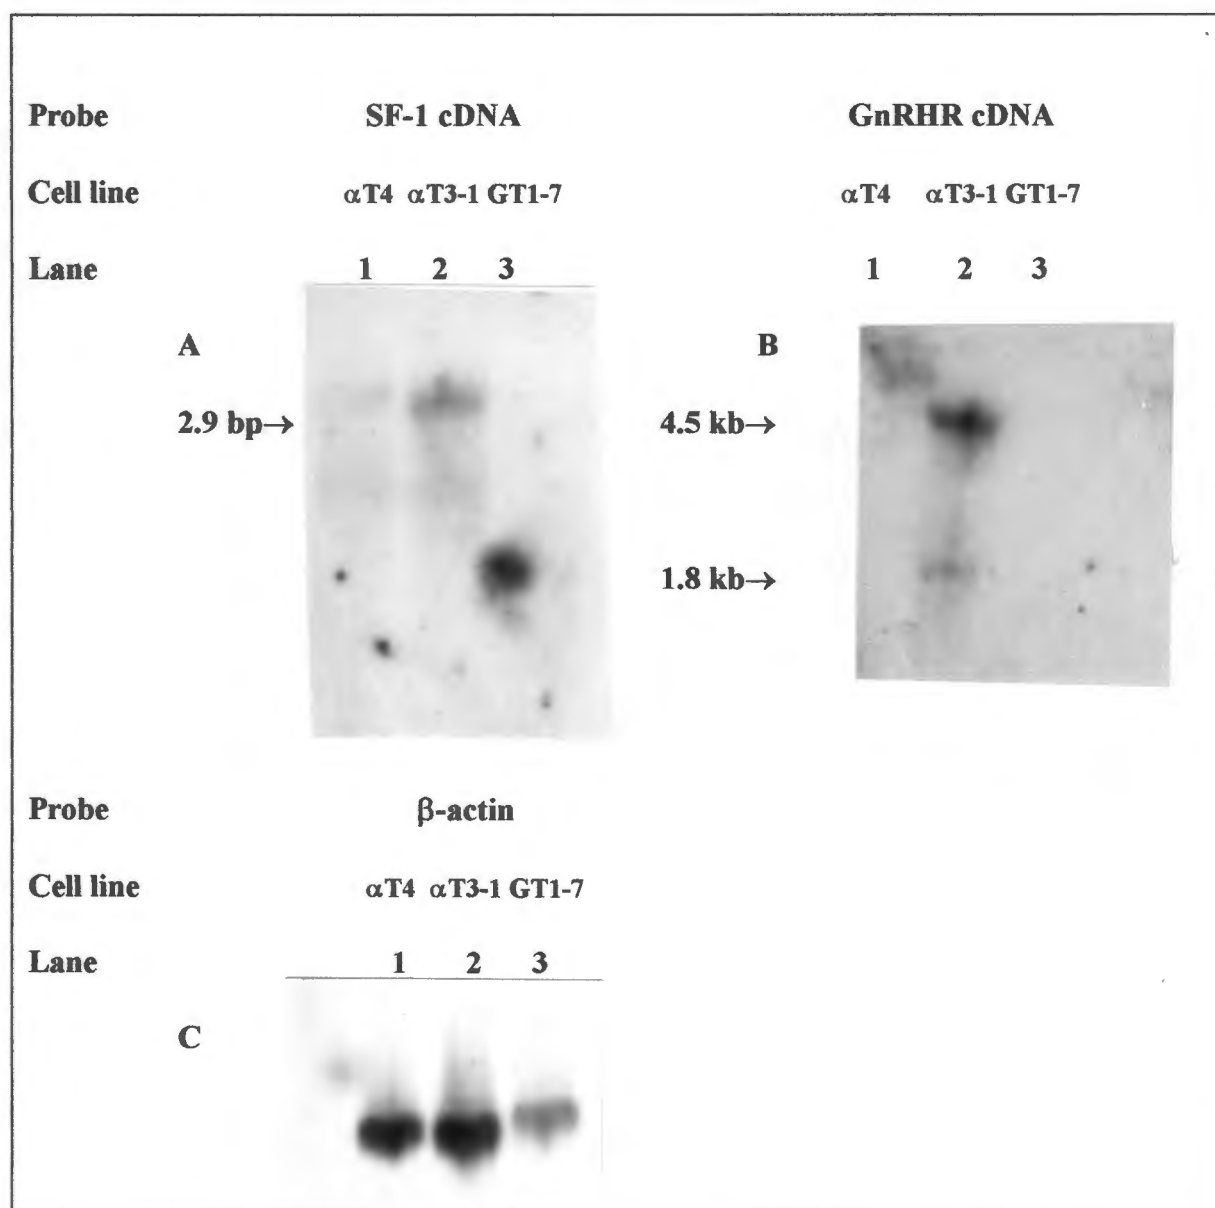 Probe SF-1 cDNA GnRHR cDNA
Cell line αT4 αT3-1 GT1-7 αT4 αT3-1 GT1-7
Lane 1 2 3 1 2 3
A B
2.9 bp→ 4.5 kb→
1.8 kb→
Probe β-actin
Cell line αT4 αT3-1 GT1-7
Lane 1 2 3
C